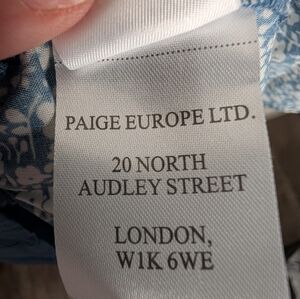 PAIGE EUROPE LTD.
20 NORTH
AUDLEY STREET
LONDON,
W1K 6WE